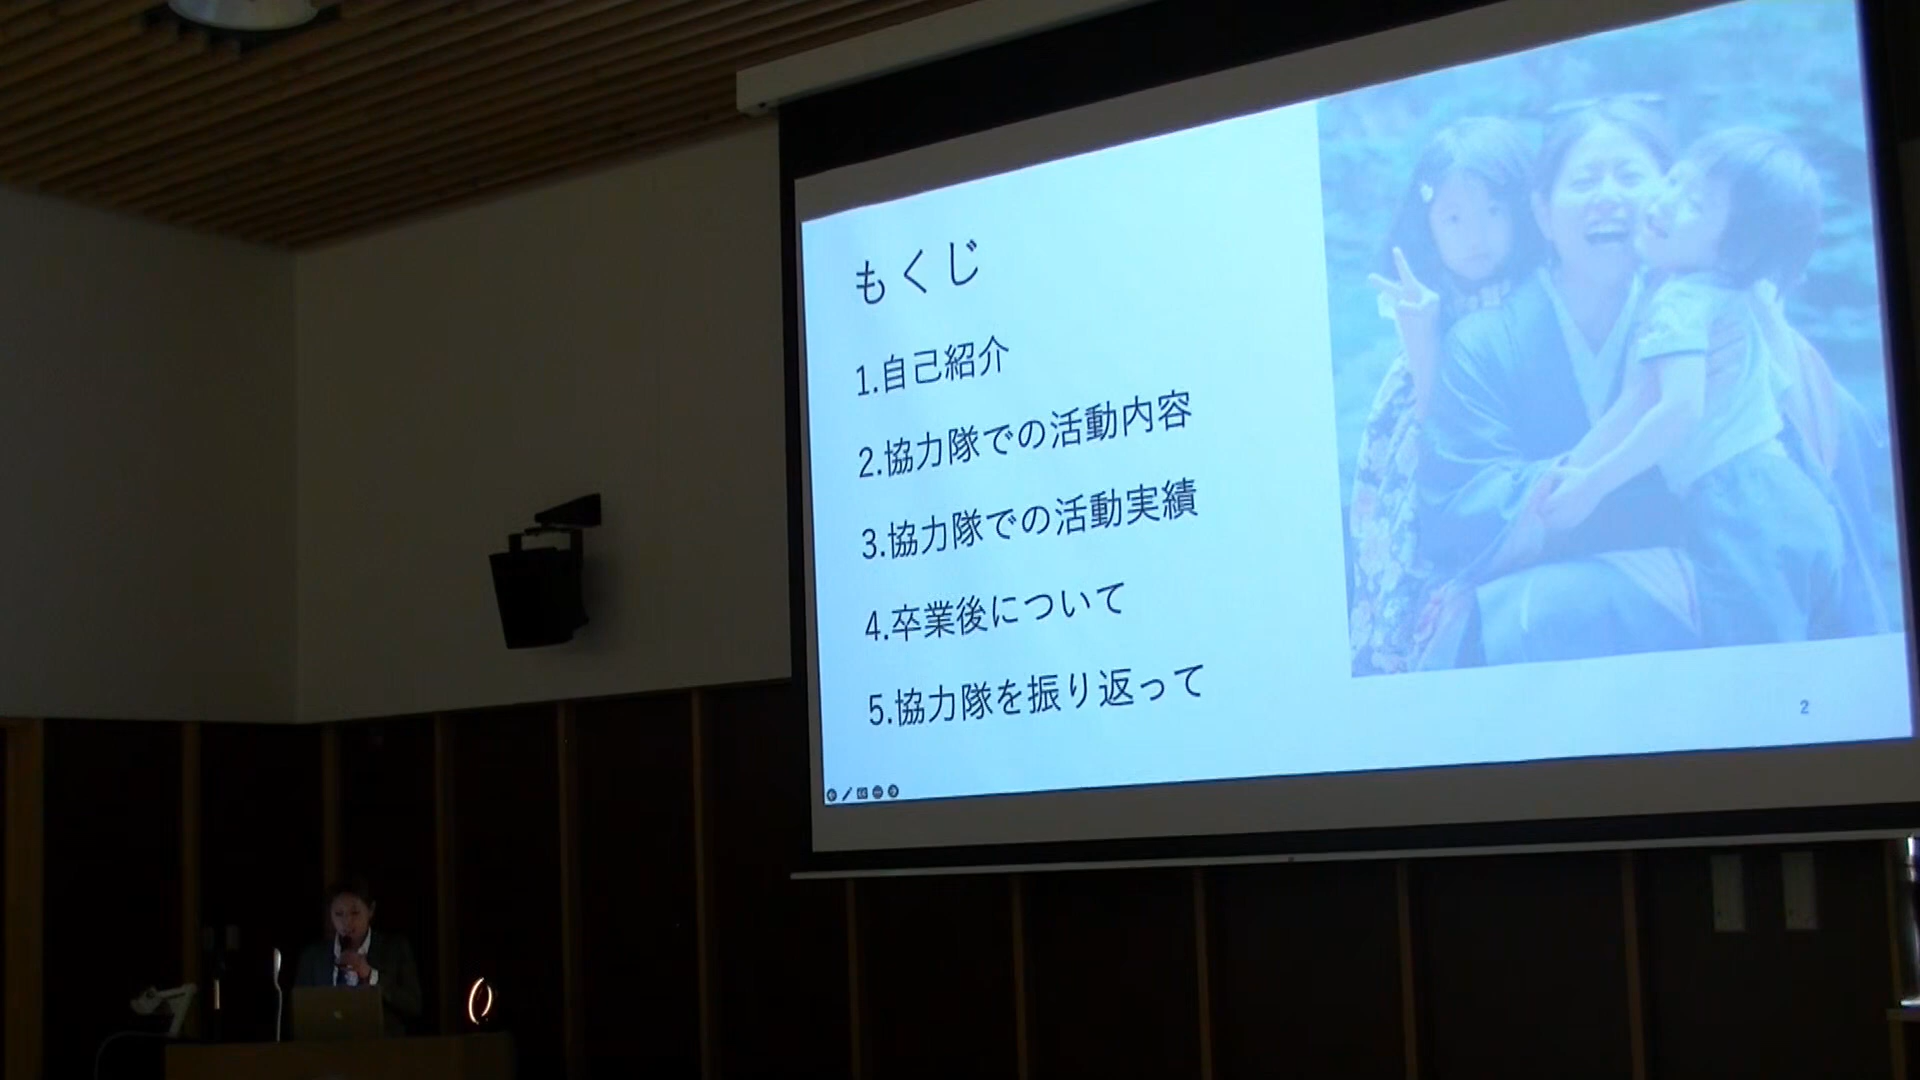 もくじ
1.自己紹介
2.協力隊での活動内容
3.協力隊での活動実績
4.卒業後について
5.協力隊を振り返って
2